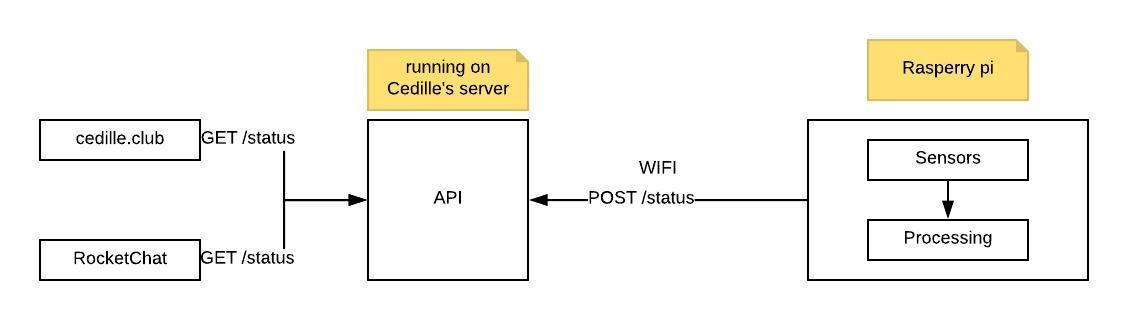 running on
Cedille's server
Rasperry pi
cedille.club
GET /status
Sensors
WIFI
API
POST /status
Processing
RocketChat
GET /status